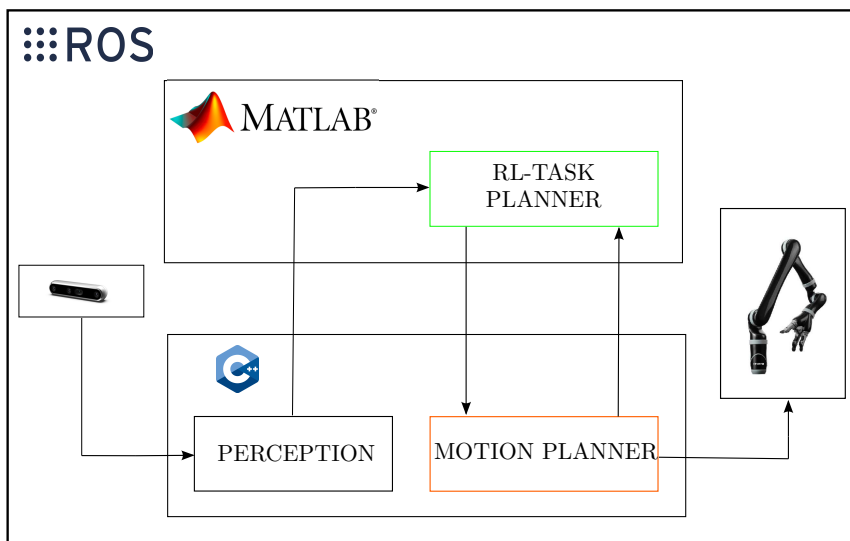 ROS
MATLAB®
RL-TASK
PLANNER
C++
PERCEPTION
MOTION PLANNER